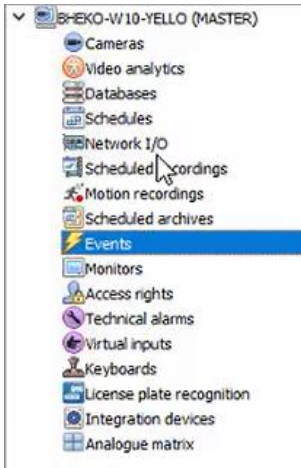 BHEKO-W10-YELLO (MASTER)
Cameras
Video analytics
Databases
Schedules
Network I/O
Scheduled recordings
Motion recordings
Scheduled archives
Events
Monitors
Access rights
Technical alarms
Virtual inputs
Keyboards
License plate recognition
Integration devices
Analogue matrix